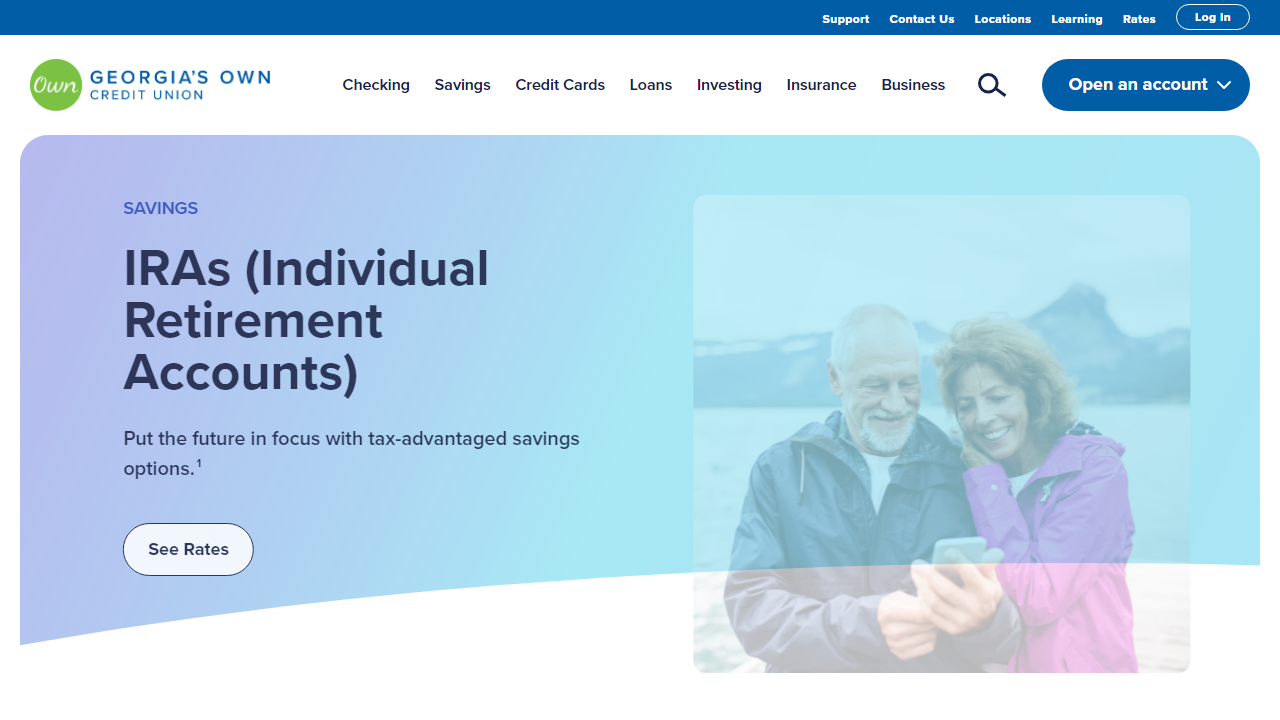 Support Contact Us Locations Learning Rates Log In
Own GEORGIA'S OWN
CREDIT UNION
Checking Savings Credit Cards Loans Investing Insurance Business Open an account
SAVINGS
IRAs (Individual
Retirement
Accounts)
Put the future in focus with tax-advantaged savings
options.¹
See Rates